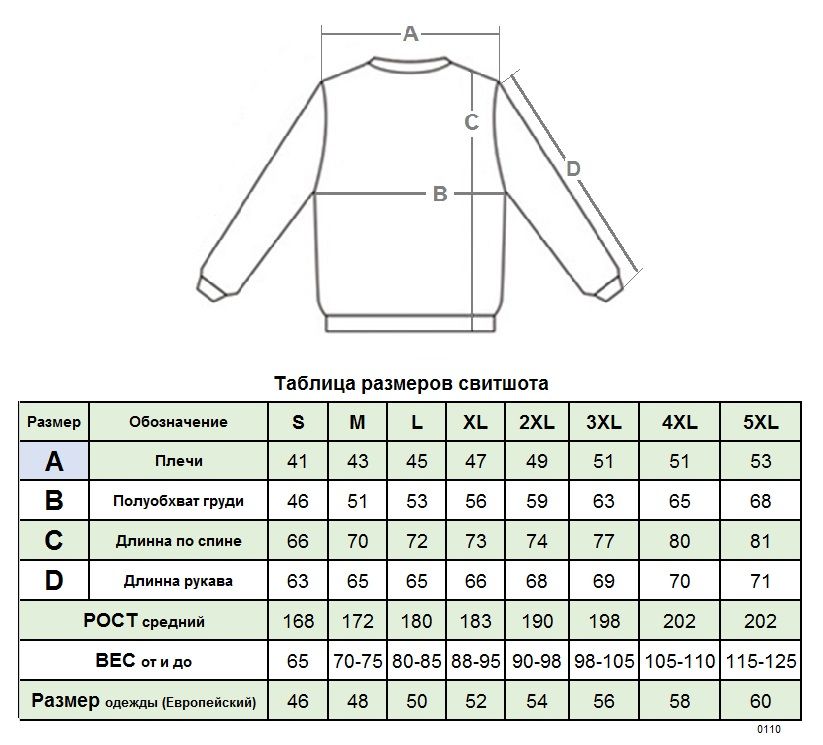 A
C
D
B
Таблица размеров свитшота
Размер Обозначение S M L XL 2XL 3XL 4XL 5XL
A Плечи 41 43 45 47 49 51 51 53
B Полуобхват груди 46 51 53 56 59 63 65 68
C Длинна по спине 66 70 72 73 74 77 80 81
D Длинна рукава 63 65 65 66 68 69 70 71
РОСТ средний 168 172 180 183 190 198 202 202
ВЕС от и до 65 70-75 80-85 88-95 90-98 98-105 105-110 115-125
Размер одежды (Европейский) 46 48 50 52 54 56 58 60
0110